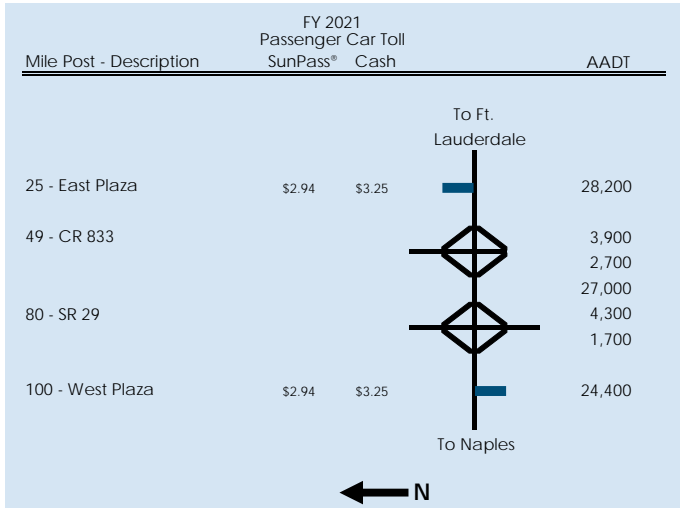 FY 2021
Passenger Car Toll
Mile Post - Description SunPass® Cash AADT
To Ft.
Lauderdale
25 - East Plaza $2.94 $3.25 28,200
49 - CR 833 3,900
2,700
27,000
80 - SR 29 4,300
1,700
100 - West Plaza $2.94 $3.25 24,400
To Naples
N